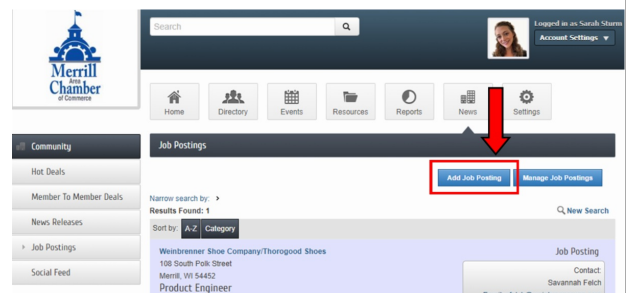 Merrill
Area
Chamber
of Commerce
Search
Logged in as Sarah Sturm
Account Settings
Home
Directory
Events
Resources
Reports
News
Settings
Community
Hot Deals
Member To Member Deals
News Releases
Job Postings
Social Feed
Job Postings
Add Job Posting
Manage Job Postings
Narrow search by: >
Results Found: 1
New Search
Sort by: A-Z Category
Weinbrenner Shoe Company/Thorogood Shoes
108 South Polk Street
Merrill, WI 54452
Product Engineer
Job Posting
Contact:
Savannah Felch